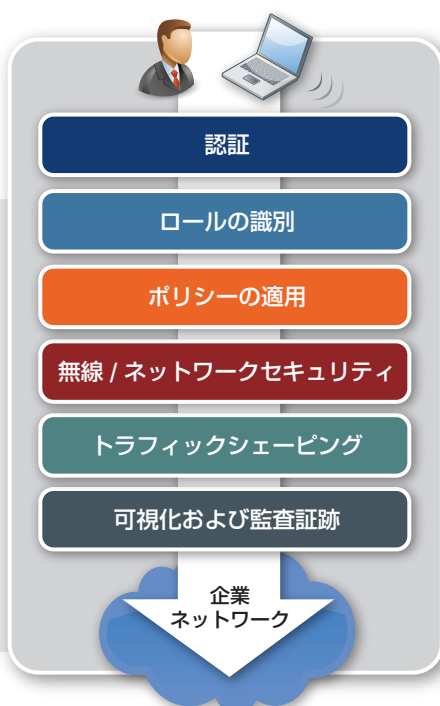 認証
ロールの識別
ポリシーの適用
無線 / ネットワークセキュリティ
トラフィックシェーピング
可視化および監査証跡
企業
ネットワーク